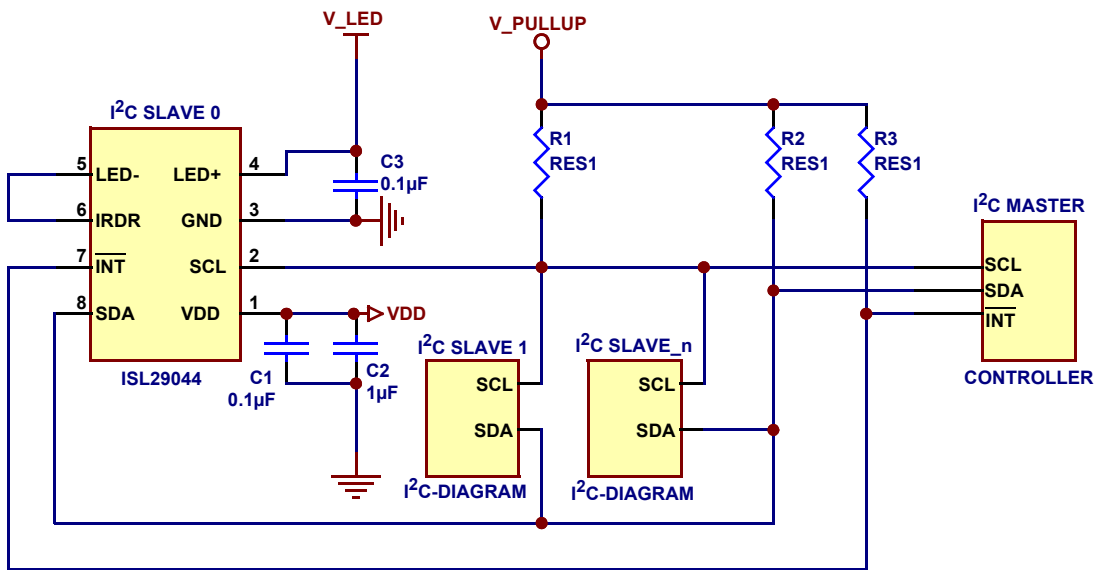 V_LED
V_PULLUP
I²C SLAVE 0
5
LED-
LED+
4
6
IRDR
GND
3
7
INT
SCL
2
8
SDA
VDD
1
ISL29044
C3
0.1µF
VDD
C1
0.1µF
C2
1µF
R1
RES1
R2
RES1
R3
RES1
I²C SLAVE 1
SCL
SDA
I²C-DIAGRAM
I²C SLAVE_n
SCL
SDA
I²C-DIAGRAM
I²C MASTER
SCL
SDA
INT
CONTROLLER